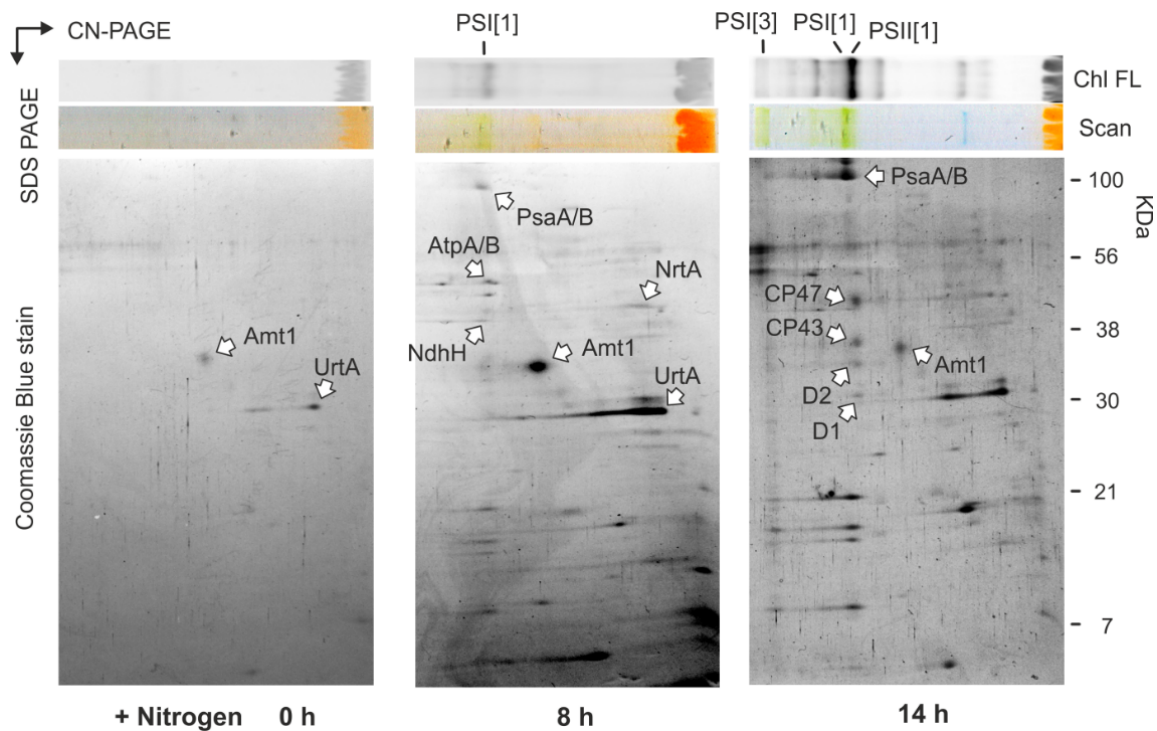 CN-PAGE
SDS PAGE
PSI[1]
PSI[3] PSI[1] PSII[1]
Chl FL
Scan
Coomassie Blue stain
Amt1
UrtA
PsaA/B
AtpA/B
NrtA
NdhH
Amt1
UrtA
PsaA/B
CP47
CP43
Amt1
D2
D1
100
KDa
56
38
30
21
7
+ Nitrogen 0 h
8 h
14 h